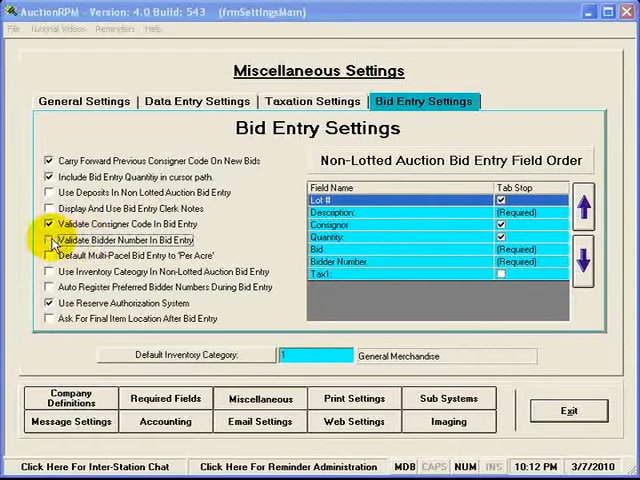 AuctionRPM - Version: 4.0 Build: 543 (frmSettingsMain)
File Tutorial Videos Reminders Help
Miscellaneous Settings
General Settings Data Entry Settings Taxation Settings Bid Entry Settings
Bid Entry Settings
Carry Forward Previous Consigner Code On New Bids
Include Bid Entry Quantitiy in cursor path.
Use Deposits In Non Lotted Auction Bid Entry
Display And Use Bid Entry Clerk Notes
Validate Consigner Code In Bid Entry
Validate Bidder Number In Bid Entry
Default Multi-Pacel Bid Entry to 'Per Acre'
Use Inventory Cateogy In Non-Lotted Auction Bid Entry
Auto Register Preferred Bidder Numbers During Bid Entry
Use Reserve Authorization System
Ask For Final Item Location After Bid Entry
Non-Lotted Auction Bid Entry Field Order
Field Name Tab Stop
Lot #
Description: (Required)
Consignor
Quantity:
Bid (Required)
Bidder Number (Required)
Tax1:
Default Inventory Category: 1 General Merchandise
Company Definitions Required Fields Miscellaneous Print Settings Sub Systems
Message Settings Accounting Email Settings Web Settings Imaging
Exit
Click Here For Inter-Station Chat Click Here For Reminder Administration MDB CAPS NUM INS 10:12 PM 3/7/2010